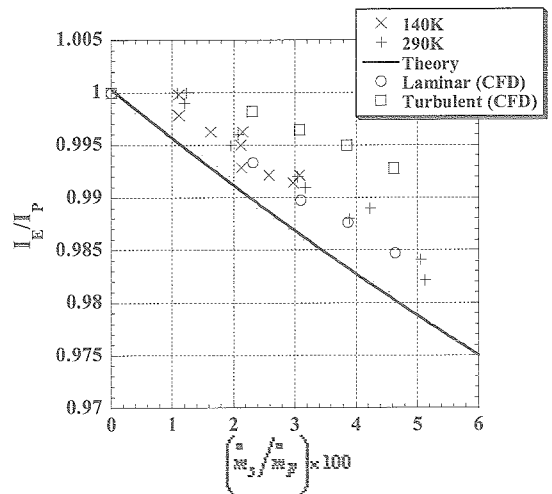 × 140K
+ 290K
Theory
Laminar (CFD)
Turbulent (CFD)
1.005
1
0.995
0.99
0.985
0.98
0.975
0.97
I_E/I_P
0 1 2 3 4 5 6
(ṁ_s/ṁ_p)×100